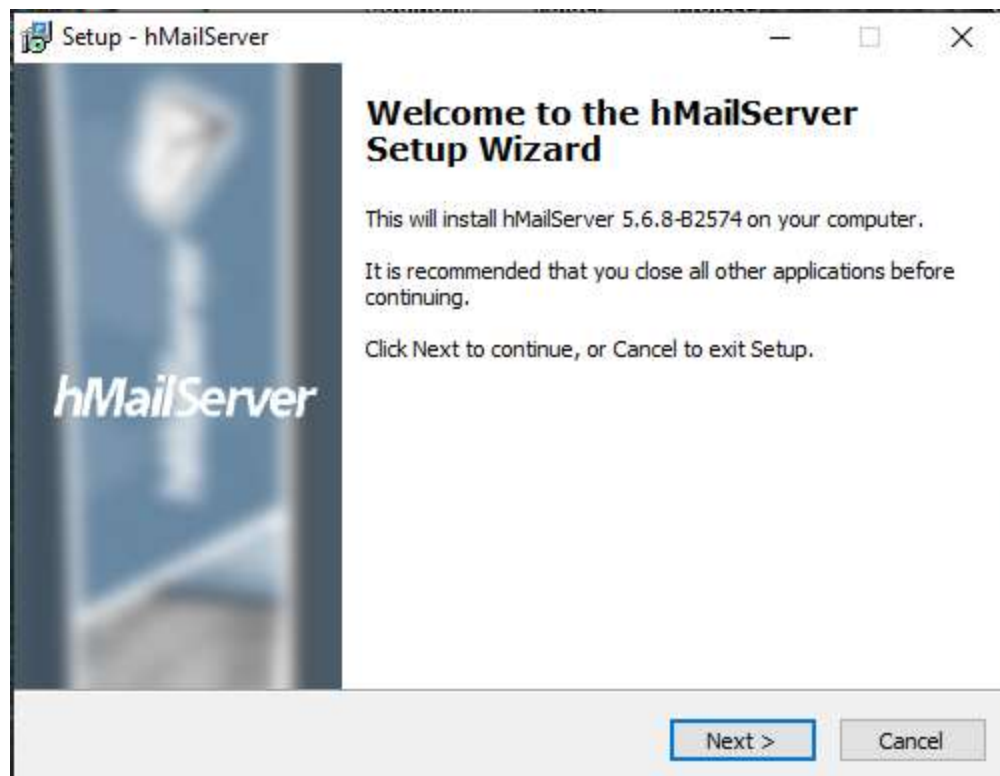 Setup - hMailServer
Welcome to the hMailServer
Setup Wizard
This will install hMailServer 5.6.8-B2574 on your computer.
It is recommended that you close all other applications before
continuing.
Click Next to continue, or Cancel to exit Setup.
hMailServer
Next >
Cancel